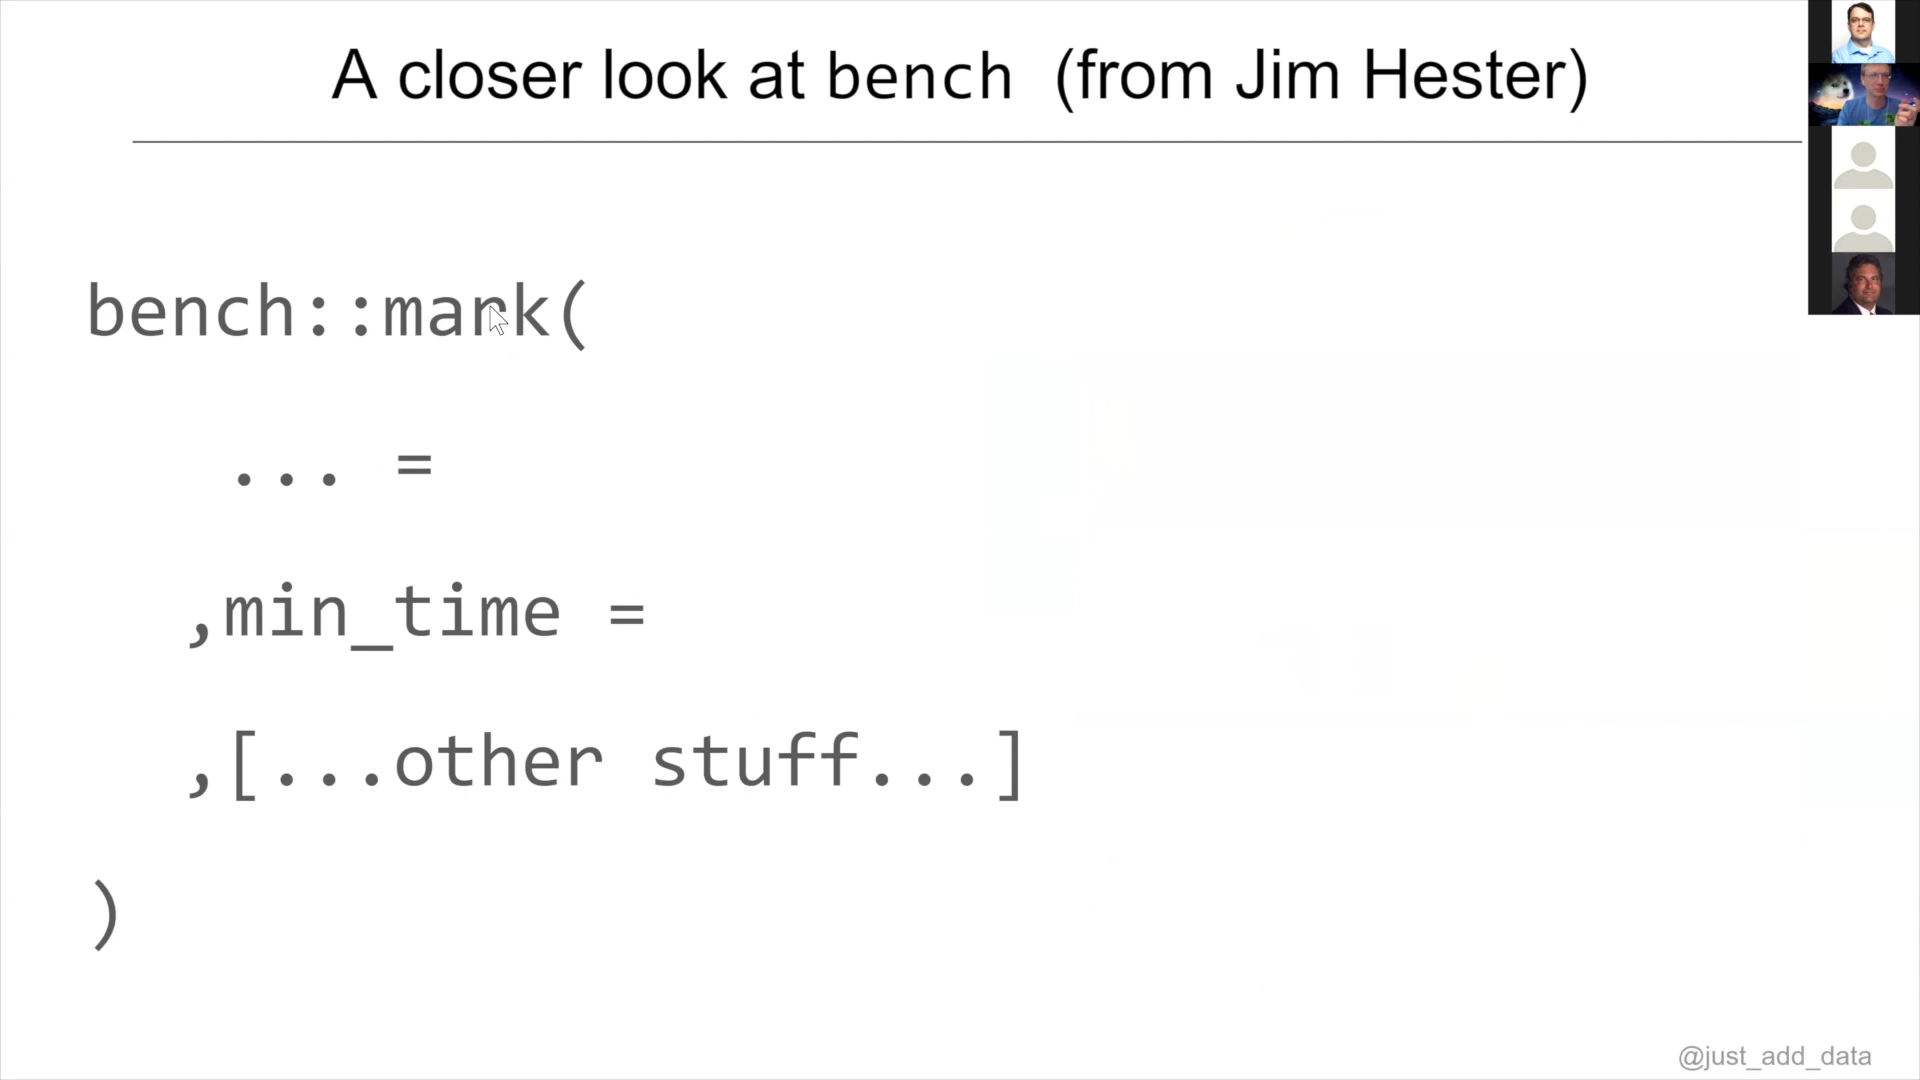 A closer look at bench (from Jim Hester)
bench::mark(
... =
,min_time =
,[...other stuff...]
)
@just_add_data